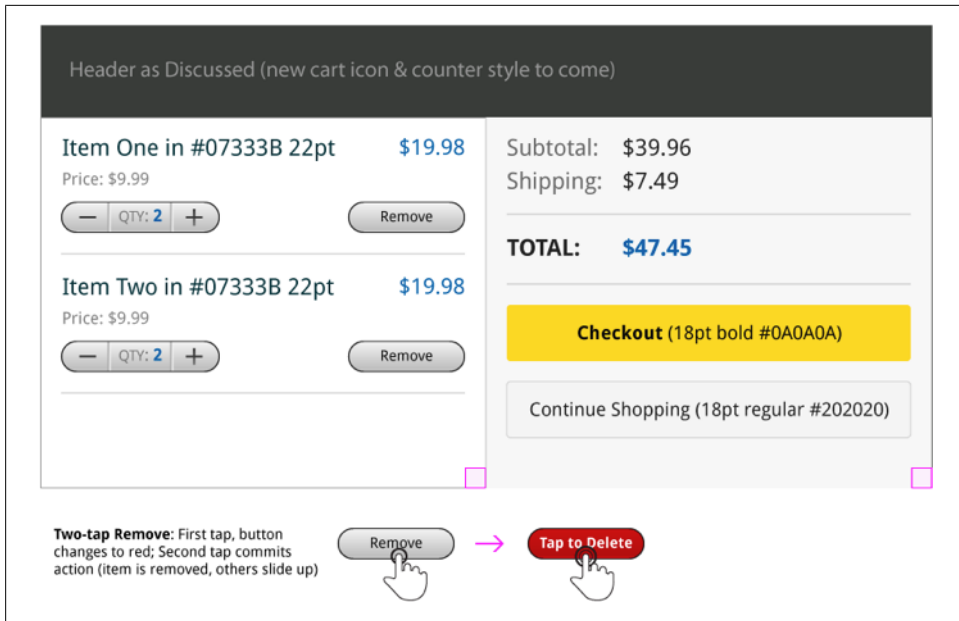 Header as Discussed (new cart icon & counter style to come)
Item One in #07333B 22pt $19.98
Price: $9.99
— QTY: 2 + Remove
Item Two in #07333B 22pt $19.98
Price: $9.99
— QTY: 2 + Remove
Subtotal: $39.96
Shipping: $7.49
TOTAL: $47.45
Checkout (18pt bold #0A0A0A)
Continue Shopping (18pt regular #202020)
Two-tap Remove: First tap, button
changes to red; Second tap commits
action (item is removed, others slide up)
Remove → Tap to Delete